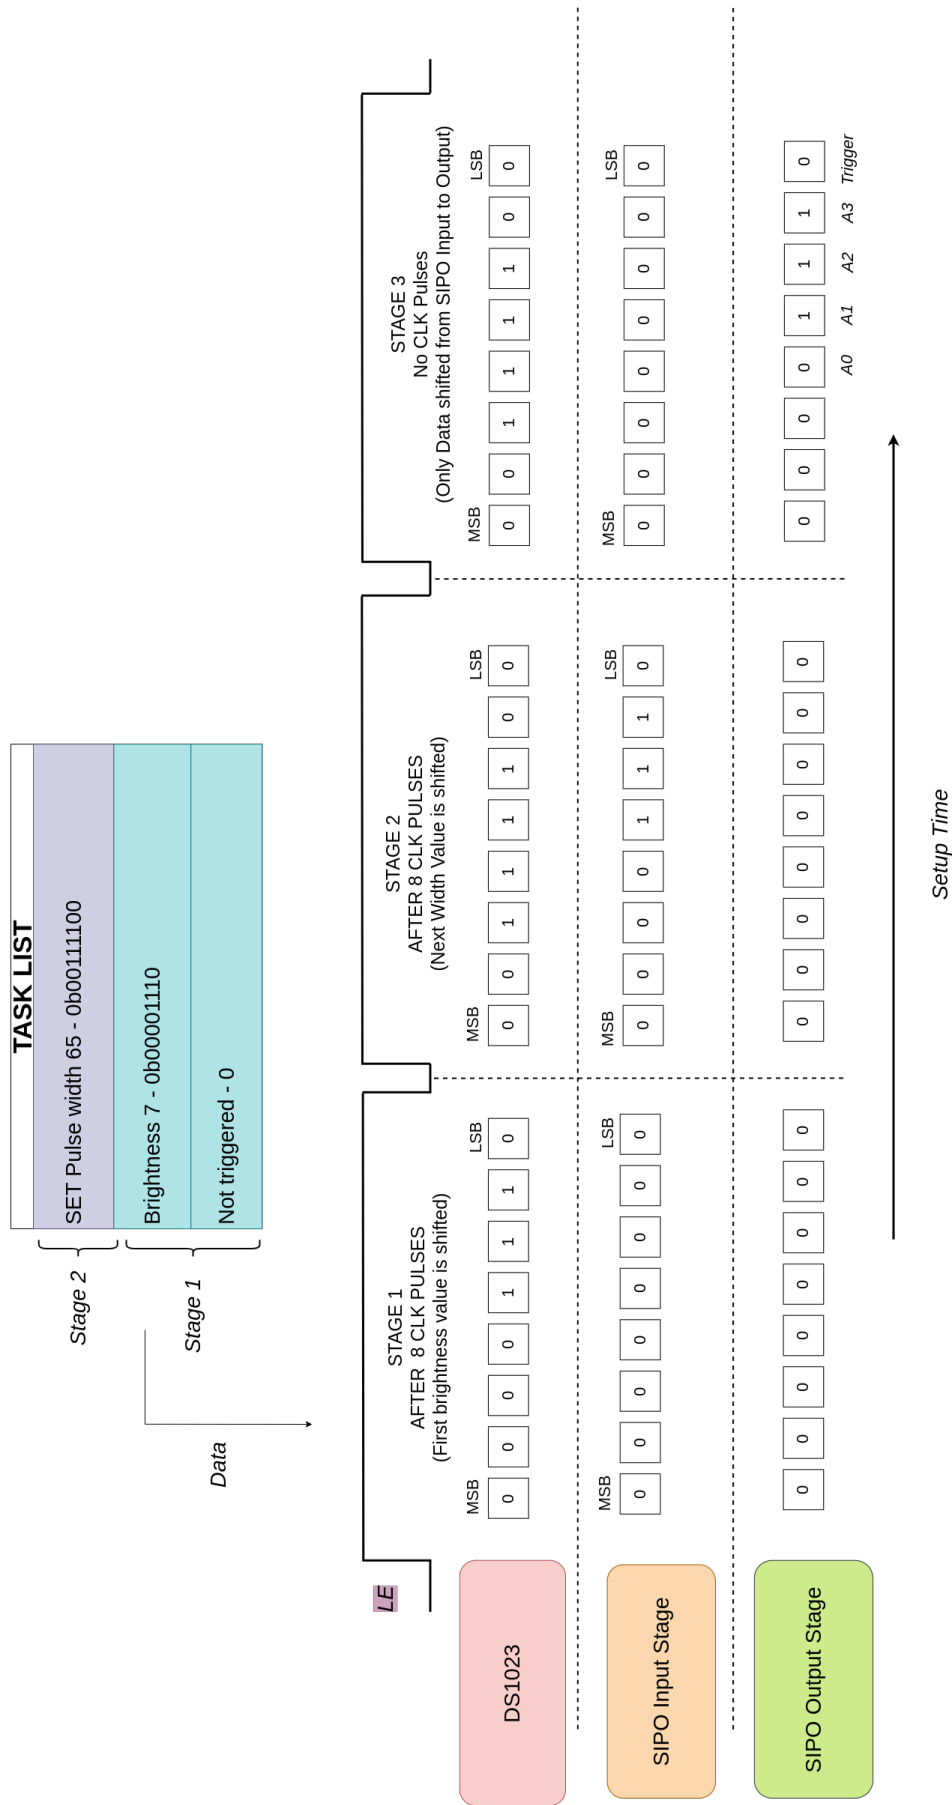 TASK LIST
SET Pulse width 65 - 0b00111100
Brightness 7 - 0b00001110
Not triggered - 0
Stage 2
Stage 1
Data
LE
STAGE 1
AFTER 8 CLK PULSES
(First brightness value is shifted)
STAGE 2
AFTER 8 CLK PULSES
(Next Width Value is shifted)
STAGE 3
No CLK Pulses
(Only Data shifted from SIPO Input to Output)
DS1023
MSB LSB
0 0 0 0 1 1 1 0
MSB LSB
0 0 1 1 1 1 0 0
MSB LSB
0 0 1 1 1 1 0 0
SIPO Input Stage
MSB LSB
0 0 0 0 0 0 0 0
MSB LSB
0 0 0 0 1 1 1 0
MSB LSB
0 0 0 0 0 0 0 0
SIPO Output Stage
0 0 0 0 0 0 0 0
0 0 0 0 0 0 0 0
0 0 0 0 1 1 1 0
A0 A1 A2 A3 Trigger
Setup Time